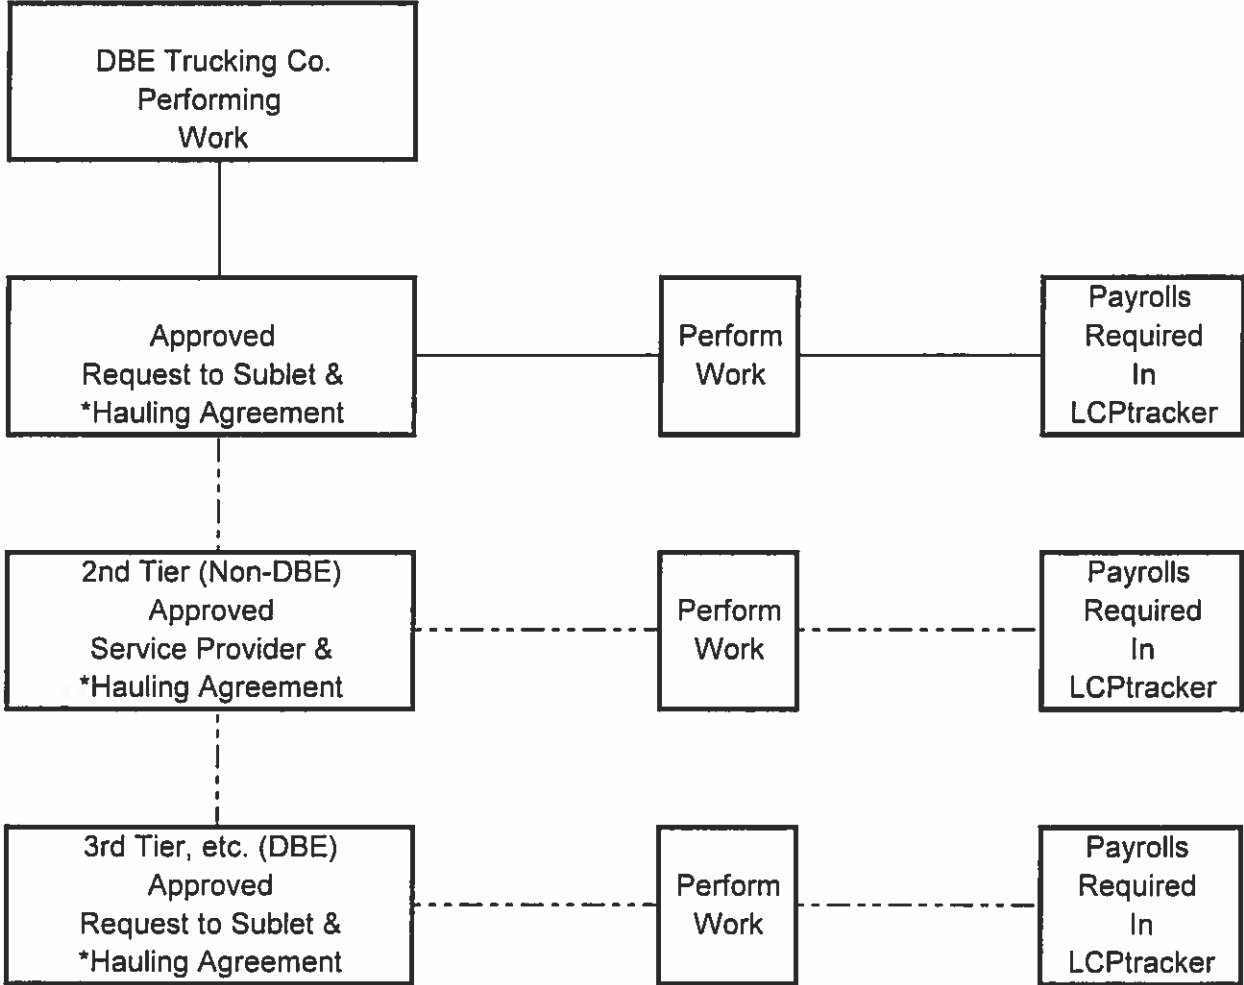 DBE Trucking Co.
Performing
Work
Approved
Request to Sublet &
*Hauling Agreement
Perform
Work
Payrolls
Required
In
LCPtracker
2nd Tier (Non-DBE)
Approved
Service Provider &
*Hauling Agreement
Perform
Work
Payrolls
Required
In
LCPtracker
3rd Tier, etc. (DBE)
Approved
Request to Sublet &
*Hauling Agreement
Perform
Work
Payrolls
Required
In
LCPtracker